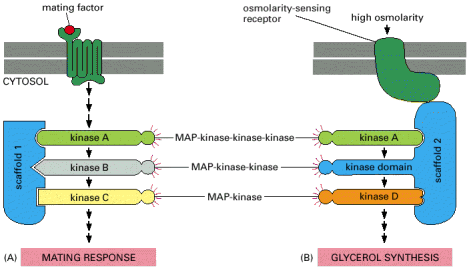 mating factor
osmolarity-sensing
receptor
high osmolarity
CYTOSOL
scaffold 1
kinase A
MAP-kinase-kinase-kinase
kinase A
kinase B
MAP-kinase-kinase
kinase domain
kinase C
MAP-kinase
kinase D
scaffold 2
(A)
MATING RESPONSE
(B)
GLYCEROL SYNTHESIS